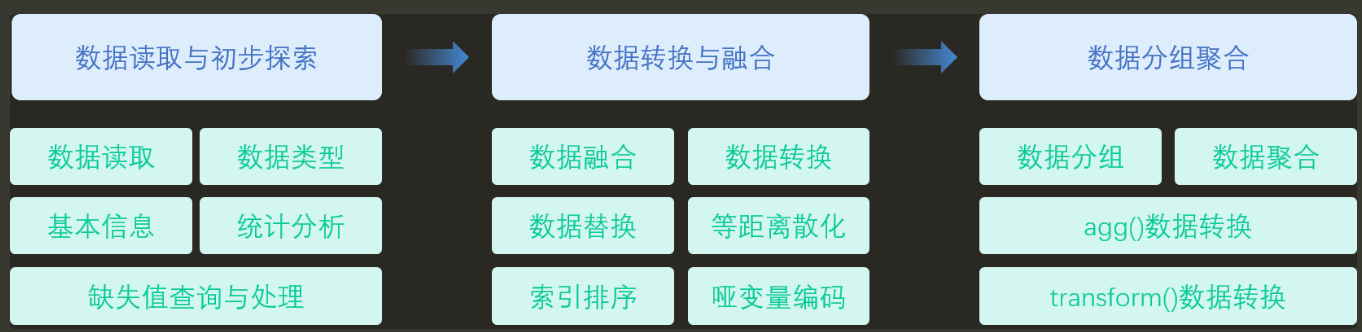 数据读取与初步探索
数据转换与融合
数据分组聚合
数据读取
数据类型
数据融合
数据转换
数据分组
数据聚合
基本信息
统计分析
数据替换
等距离散化
agg()数据转换
缺失值查询与处理
索引排序
哑变量编码
transform()数据转换